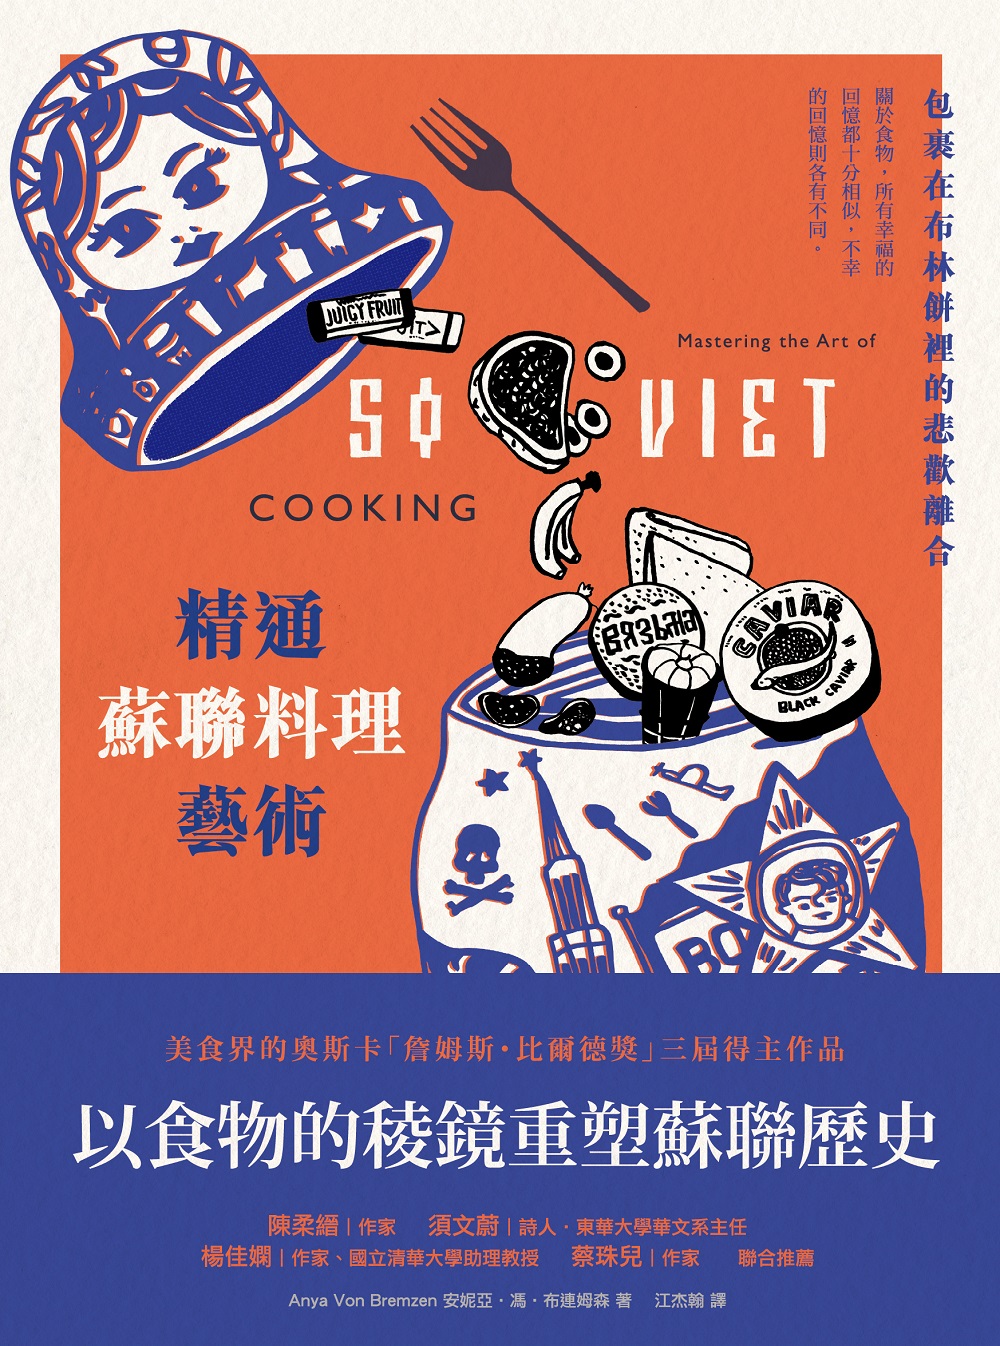 包裹在布林餅裡的悲歡離合
關於食物，所有幸福的
回憶都十分相似，不幸
的回憶則各有不同。
JUICY FRUIT
Mastering the Art of
SOVIET
COOKING
精通
蘇聯料理
藝術
CAVIAR
BLACK CAVIAR
BO
美食界的奧斯卡「詹姆斯·比爾德獎」三屆得主作品
以食物的稜鏡重塑蘇聯歷史
陳柔縉｜作家 須文蔚｜詩人．東華大學華文系主任
楊佳嫻｜作家、國立清華大學助理教授 蔡珠兒｜作家 聯合推薦
Anya Von Bremzen 安妮亞．馮．布連姆森 著 江杰翰 譯